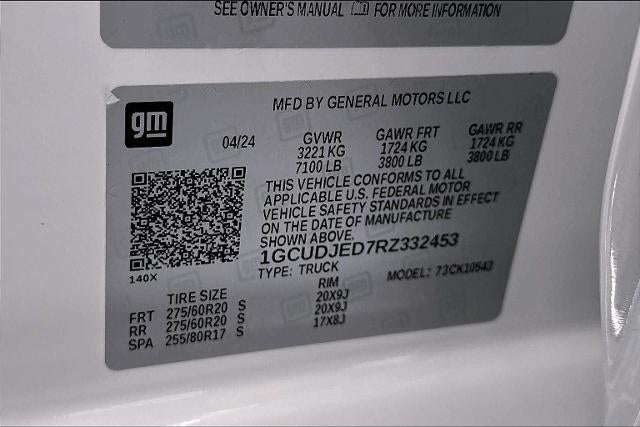 SEE OWNER'S MANUAL FOR MORE INFORMATION
gm
MFD BY GENERAL MOTORS LLC
04/24
GVWR GAWR FRT GAWR RR
3221 KG 1724 KG 1724 KG
7100 LB 3800 LB 3800 LB
THIS VEHICLE CONFORMS TO ALL
APPLICABLE U.S. FEDERAL MOTOR
VEHICLE SAFETY STANDARDS IN EFFECT
ON THE DATE OF MANUFACTURE
SHOWN ABOVE.
1GCUDJED7RZ332453
140X
TYPE: TRUCK MODEL: 73CK10543
TIRE SIZE RIM
FRT 275/60R20 S 20X9J
RR 275/60R20 S 20X9J
SPA 255/80R17 S 17X8J